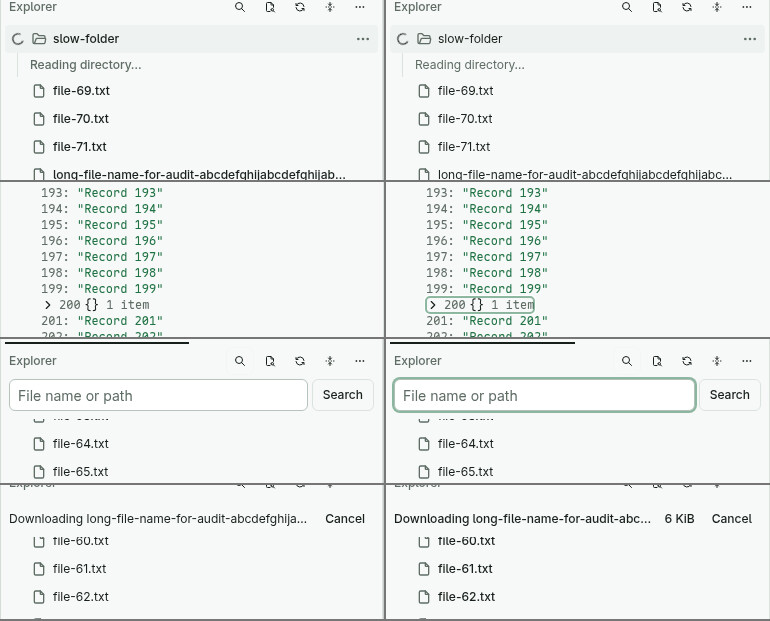 Explorer
slow-folder
Reading directory...
file-69.txt
file-70.txt
file-71.txt
long-file-name-for-audit-abcdefghijabcdefghijab...
Explorer
slow-folder
Reading directory...
file-69.txt
file-70.txt
file-71.txt
long-file-name-for-audit-abcdefghijabcdefghijabc...
193: "Record 193"
194: "Record 194"
195: "Record 195"
196: "Record 196"
197: "Record 197"
198: "Record 198"
199: "Record 199"
200 {} 1 item
201: "Record 201"
202: "Record 202"
193: "Record 193"
194: "Record 194"
195: "Record 195"
196: "Record 196"
197: "Record 197"
198: "Record 198"
199: "Record 199"
200 {} 1 item
201: "Record 201"
202: "Record 202"
Explorer
File name or path
Search
file-64.txt
file-65.txt
Explorer
File name or path
Search
file-64.txt
file-65.txt
Explorer
Downloading long-file-name-for-audit-abcdefghija... Cancel
file-60.txt
file-61.txt
file-62.txt
Explorer
Downloading long-file-name-for-audit-abc... 6 KiB Cancel
file-60.txt
file-61.txt
file-62.txt